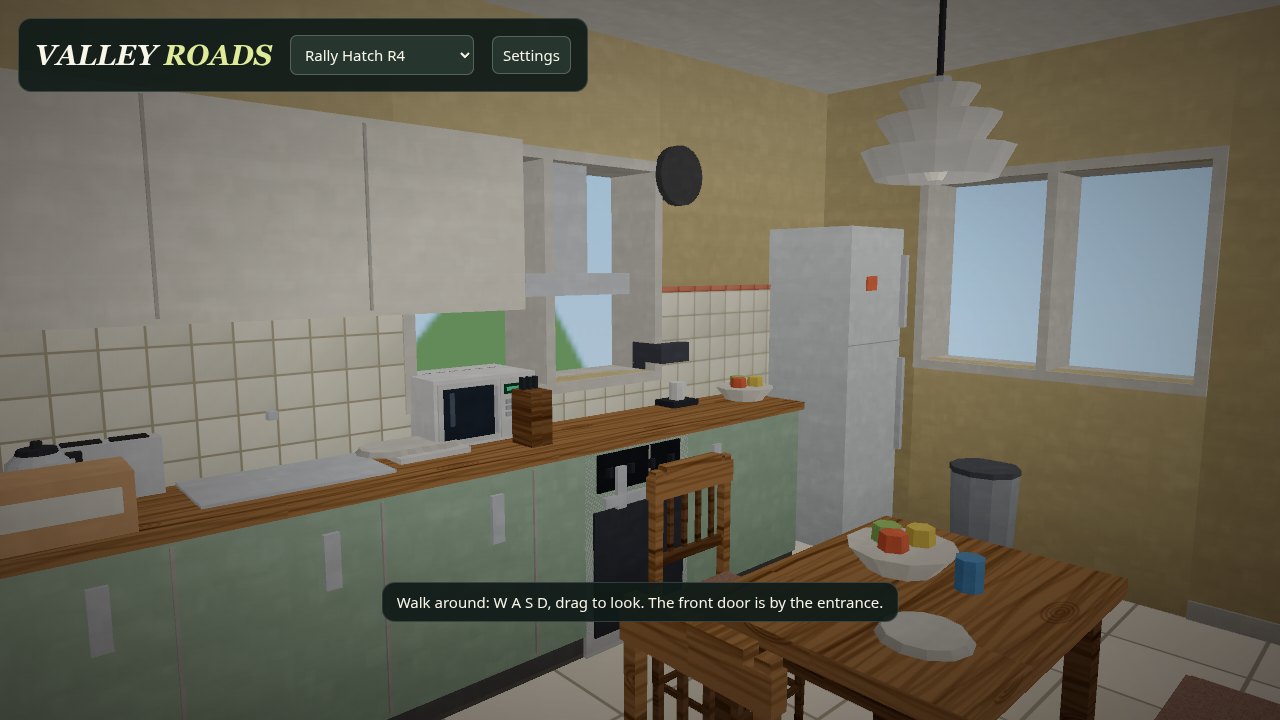 VALLEY ROADS
Rally Hatch R4
Settings
Walk around: W A S D, drag to look. The front door is by the entrance.